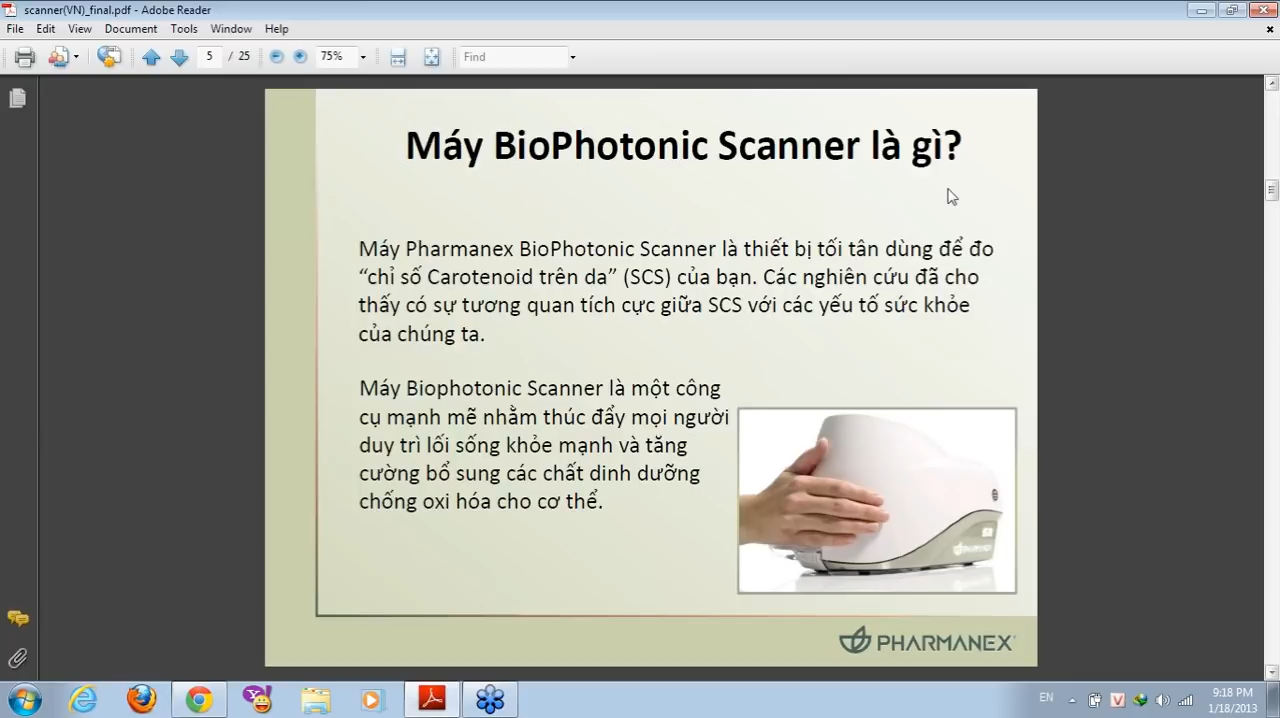 scanner(VN)_final.pdf - Adobe Reader
File Edit View Document Tools Window Help
5 / 25 75% Find
Máy BioPhotonic Scanner là gì?
Máy Pharmanex BioPhotonic Scanner là thiết bị tối tân dùng để đo
“chỉ số Carotenoid trên da” (SCS) của bạn. Các nghiên cứu đã cho
thấy có sự tương quan tích cực giữa SCS với các yếu tố sức khỏe
của chúng ta.
Máy Biophotonic Scanner là một công
cụ mạnh mẽ nhằm thúc đẩy mọi người
duy trì lối sống khỏe mạnh và tăng
cường bổ sung các chất dinh dưỡng
chống oxi hóa cho cơ thể.
PHARMANEX
PHARMANEX
EN
9:18 PM
1/18/2013